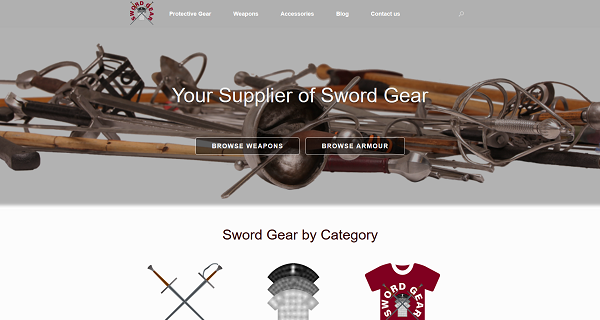 SWORD GEAR
Protective Gear
Weapons
Accessories
Blog
Contact us
Your Supplier of Sword Gear
BROWSE WEAPONS
BROWSE ARMOUR
Sword Gear by Category
SWORD GEAR